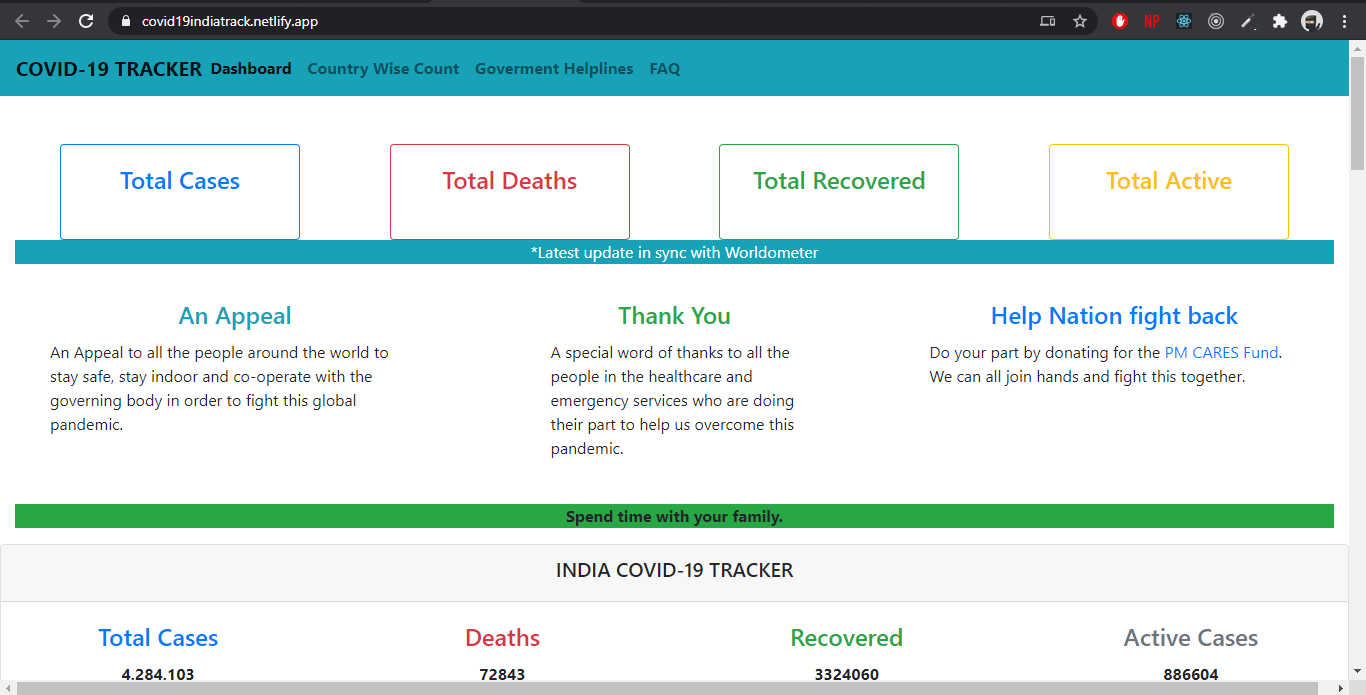 covid19indiatrack.netlify.app
NP
COVID-19 TRACKER Dashboard Country Wise Count Goverment Helplines FAQ
Total Cases
Total Deaths
Total Recovered
Total Active
*Latest update in sync with Worldometer
An Appeal
An Appeal to all the people around the world to
stay safe, stay indoor and co-operate with the
governing body in order to fight this global
pandemic.
Thank You
A special word of thanks to all the
people in the healthcare and
emergency services who are doing
their part to help us overcome this
pandemic.
Help Nation fight back
Do your part by donating for the PM CARES Fund.
We can all join hands and fight this together.
Spend time with your family.
INDIA COVID-19 TRACKER
Total Cases
4,284,103
Deaths
72843
Recovered
3324060
Active Cases
886604